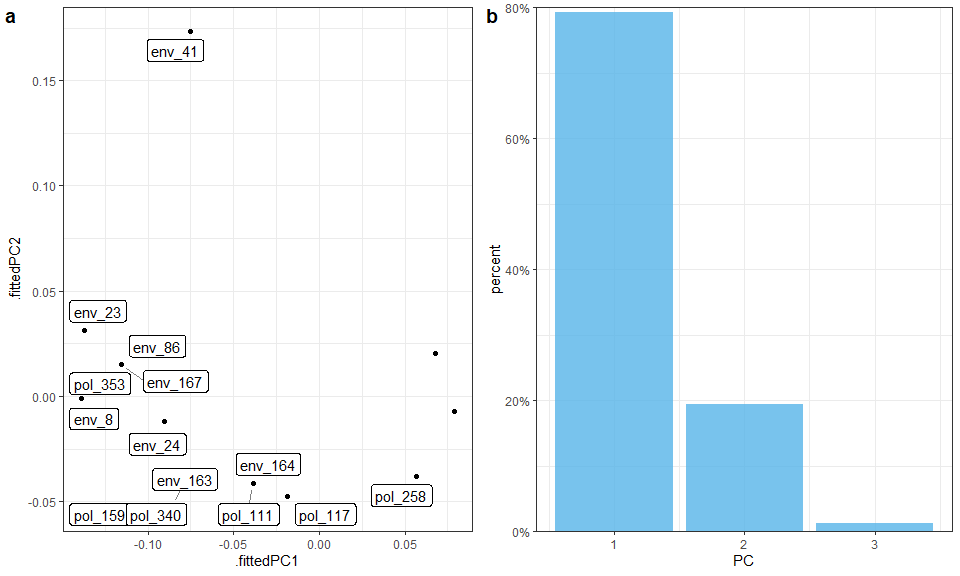 a
env_41
0.15
0.10
.fittedPC2
0.05
env_23
env_86
pol_353
env_167
0.00
env_8
env_24
env_164
env_163
pol_258
-0.05
pol_159
pol_340
pol_111
pol_117
-0.10
-0.05
0.00
0.05
.fittedPC1
b
80%
60%
percent
40%
20%
0%
1
2
3
PC